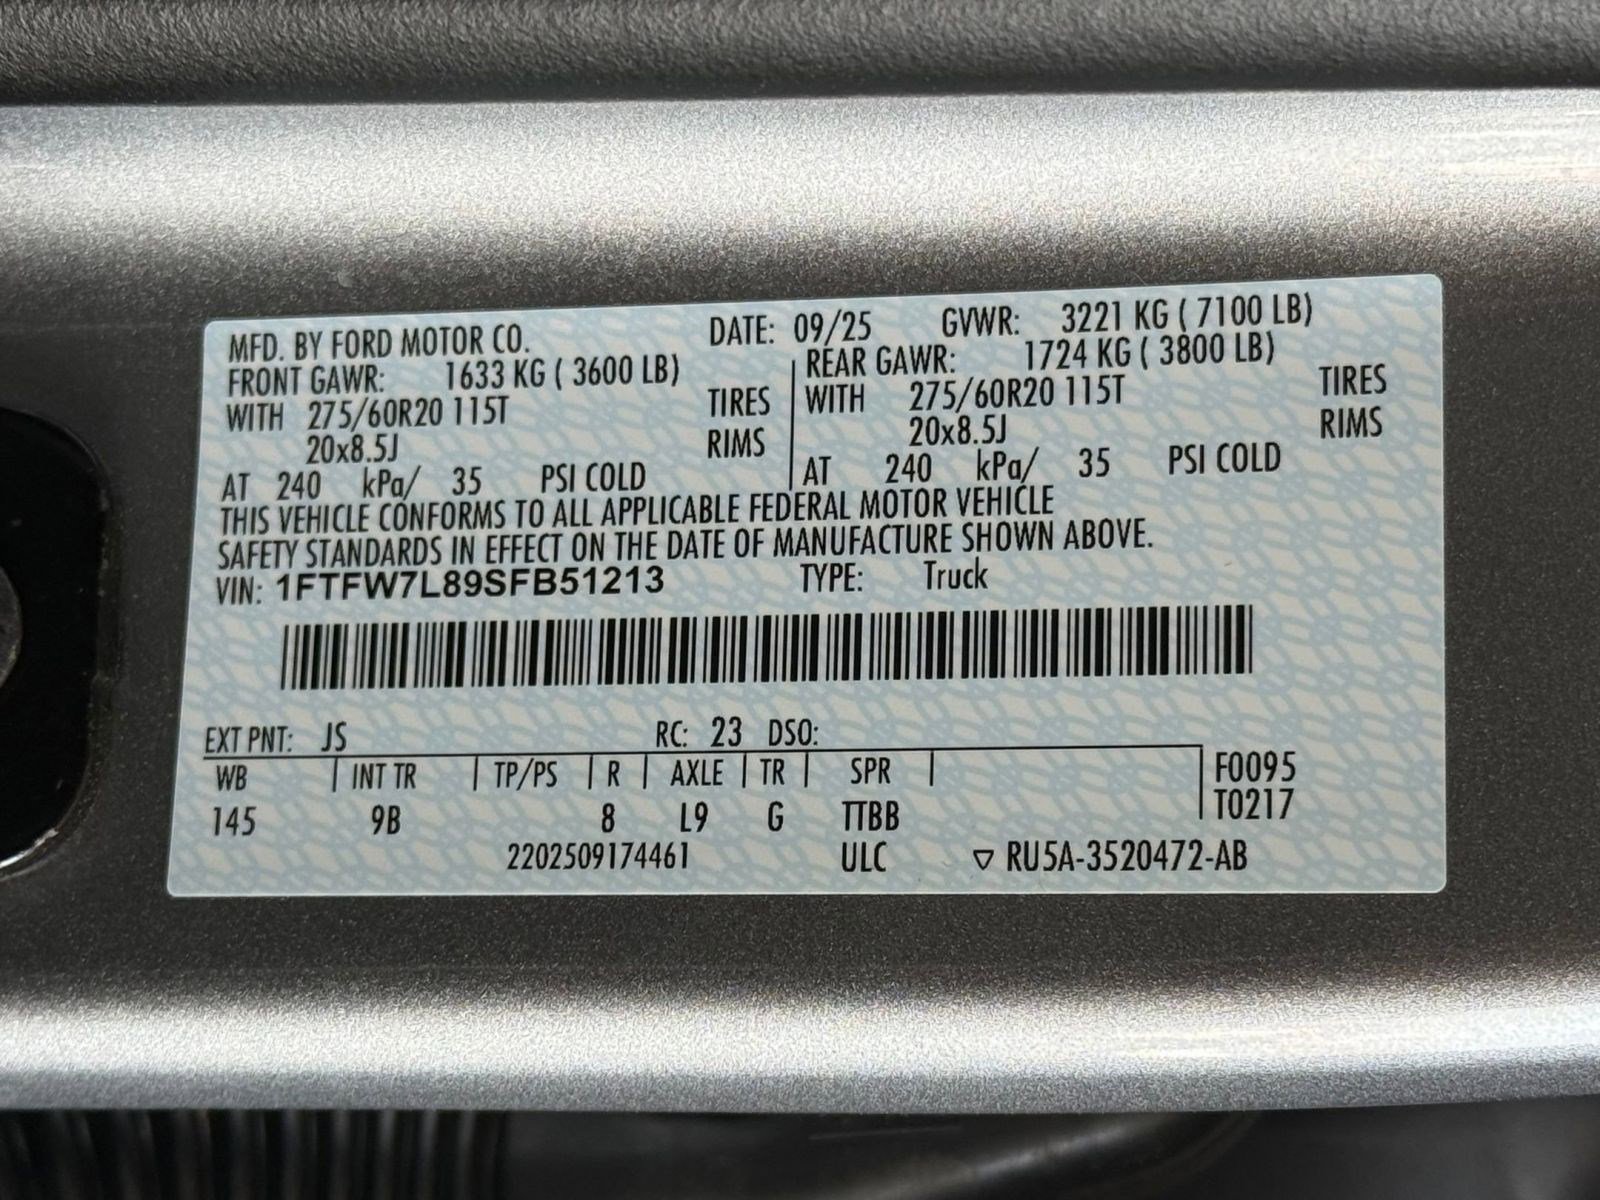 MFD. BY FORD MOTOR CO. DATE: 09/25 GVWR: 3221 KG ( 7100 LB)
FRONT GAWR: 1633 KG ( 3600 LB) REAR GAWR: 1724 KG ( 3800 LB)
WITH 275/60R20 115T TIRES WITH 275/60R20 115T TIRES
20x8.5J RIMS 20x8.5J RIMS
AT 240 kPa/ 35 PSI COLD AT 240 kPa/ 35 PSI COLD
THIS VEHICLE CONFORMS TO ALL APPLICABLE FEDERAL MOTOR VEHICLE
SAFETY STANDARDS IN EFFECT ON THE DATE OF MANUFACTURE SHOWN ABOVE.
VIN: 1FTFW7L89SFB51213 TYPE: Truck
EXT PNT: JS RC: 23 DSO:
WB INT TR TP/PS R AXLE TR SPR F0095
145 9B 8 L9 G TTBB T0217
2202509174461 ULC ▽ RU5A-3520472-AB